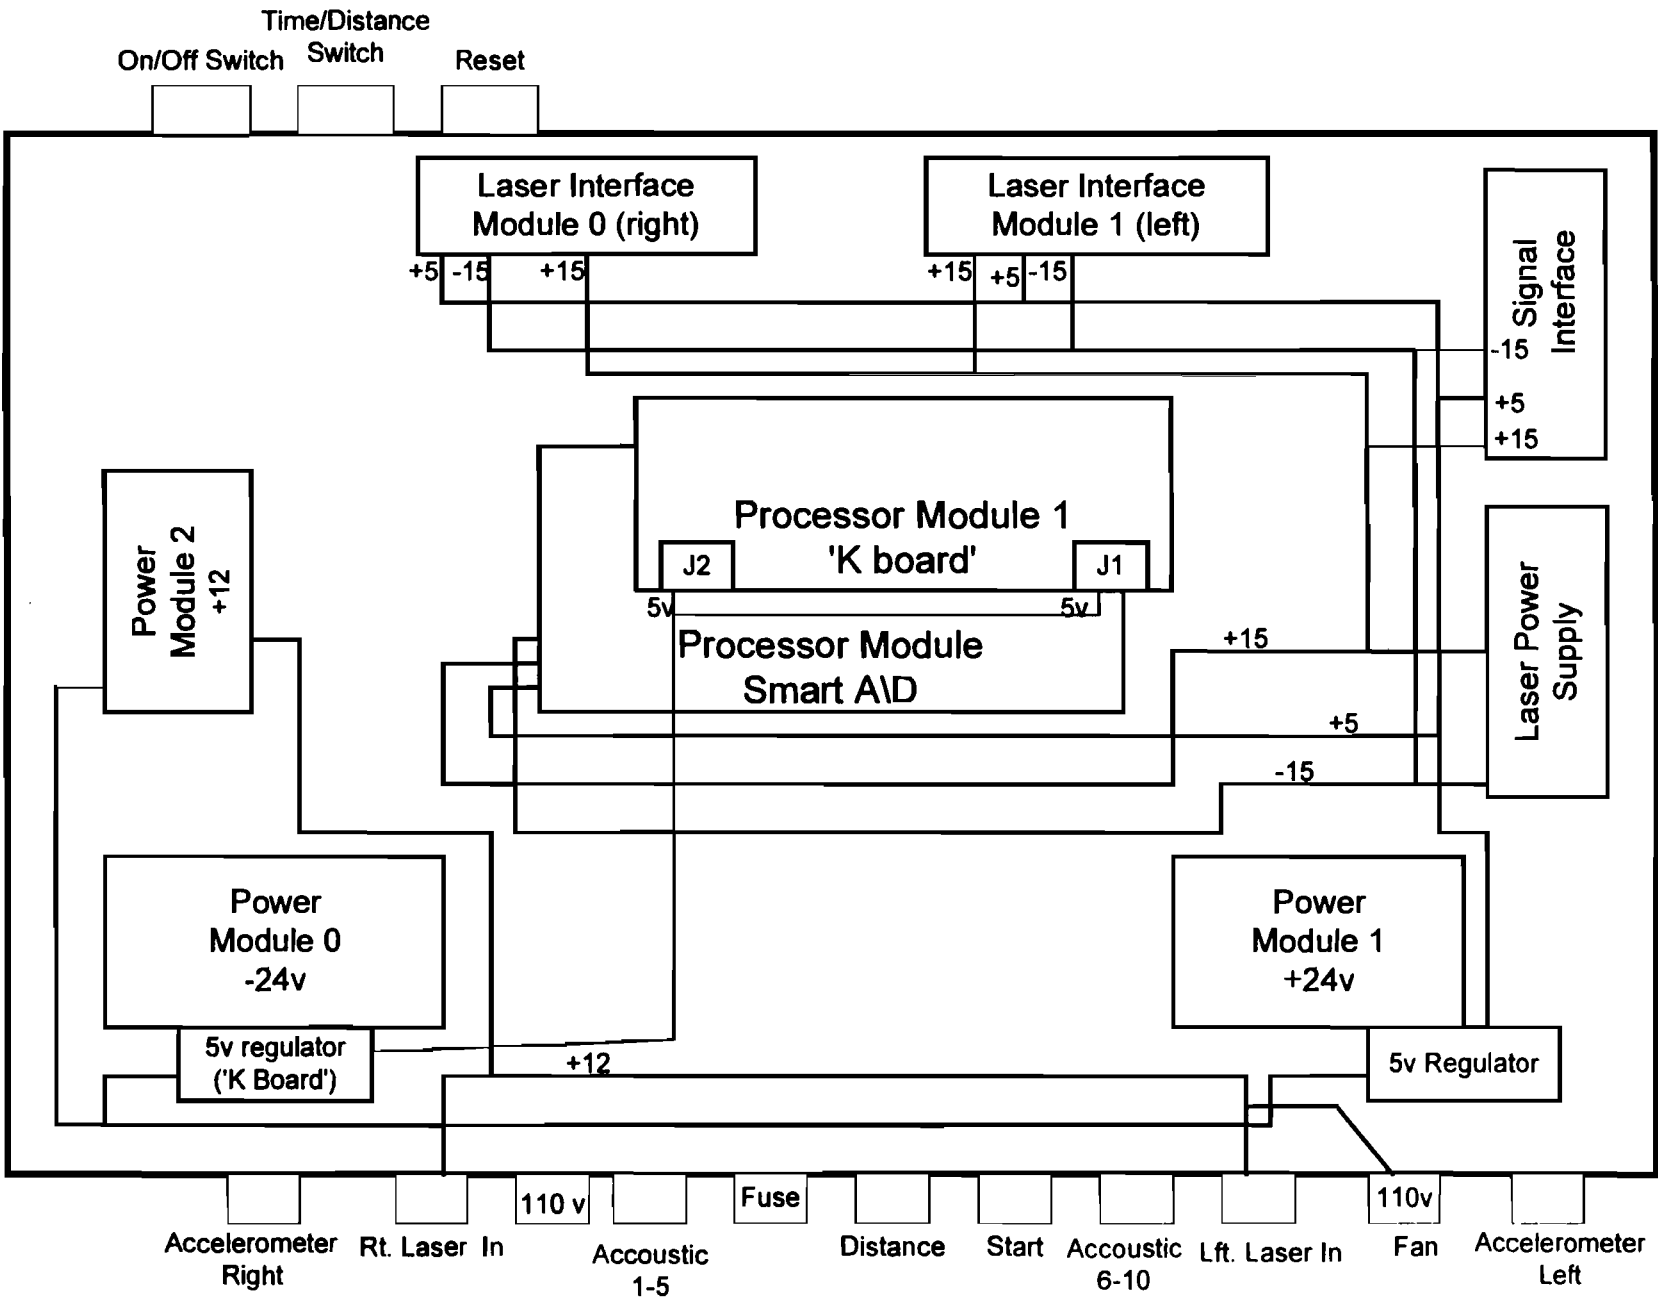 Time/Distance
Switch
On/Off Switch
Reset
Laser Interface
Module 0 (right)
Laser Interface
Module 1 (left)
+5
-15
+15
+15
+5
-15
Signal
Interface
-15
+5
+15
Processor Module 1
'K board'
J2
J1
5v
5v
Power
Module 2
+12
Processor Module
Smart A\D
+15
+5
-15
Laser Power
Supply
Power
Module 0
-24v
Power
Module 1
+24v
5v regulator
('K Board')
+12
5v Regulator
110 v
Fuse
110v
Accelerometer
Right
Rt. Laser In
Accoustic
1-5
Distance
Start
Accoustic
6-10
Lft. Laser In
Fan
Accelerometer
Left